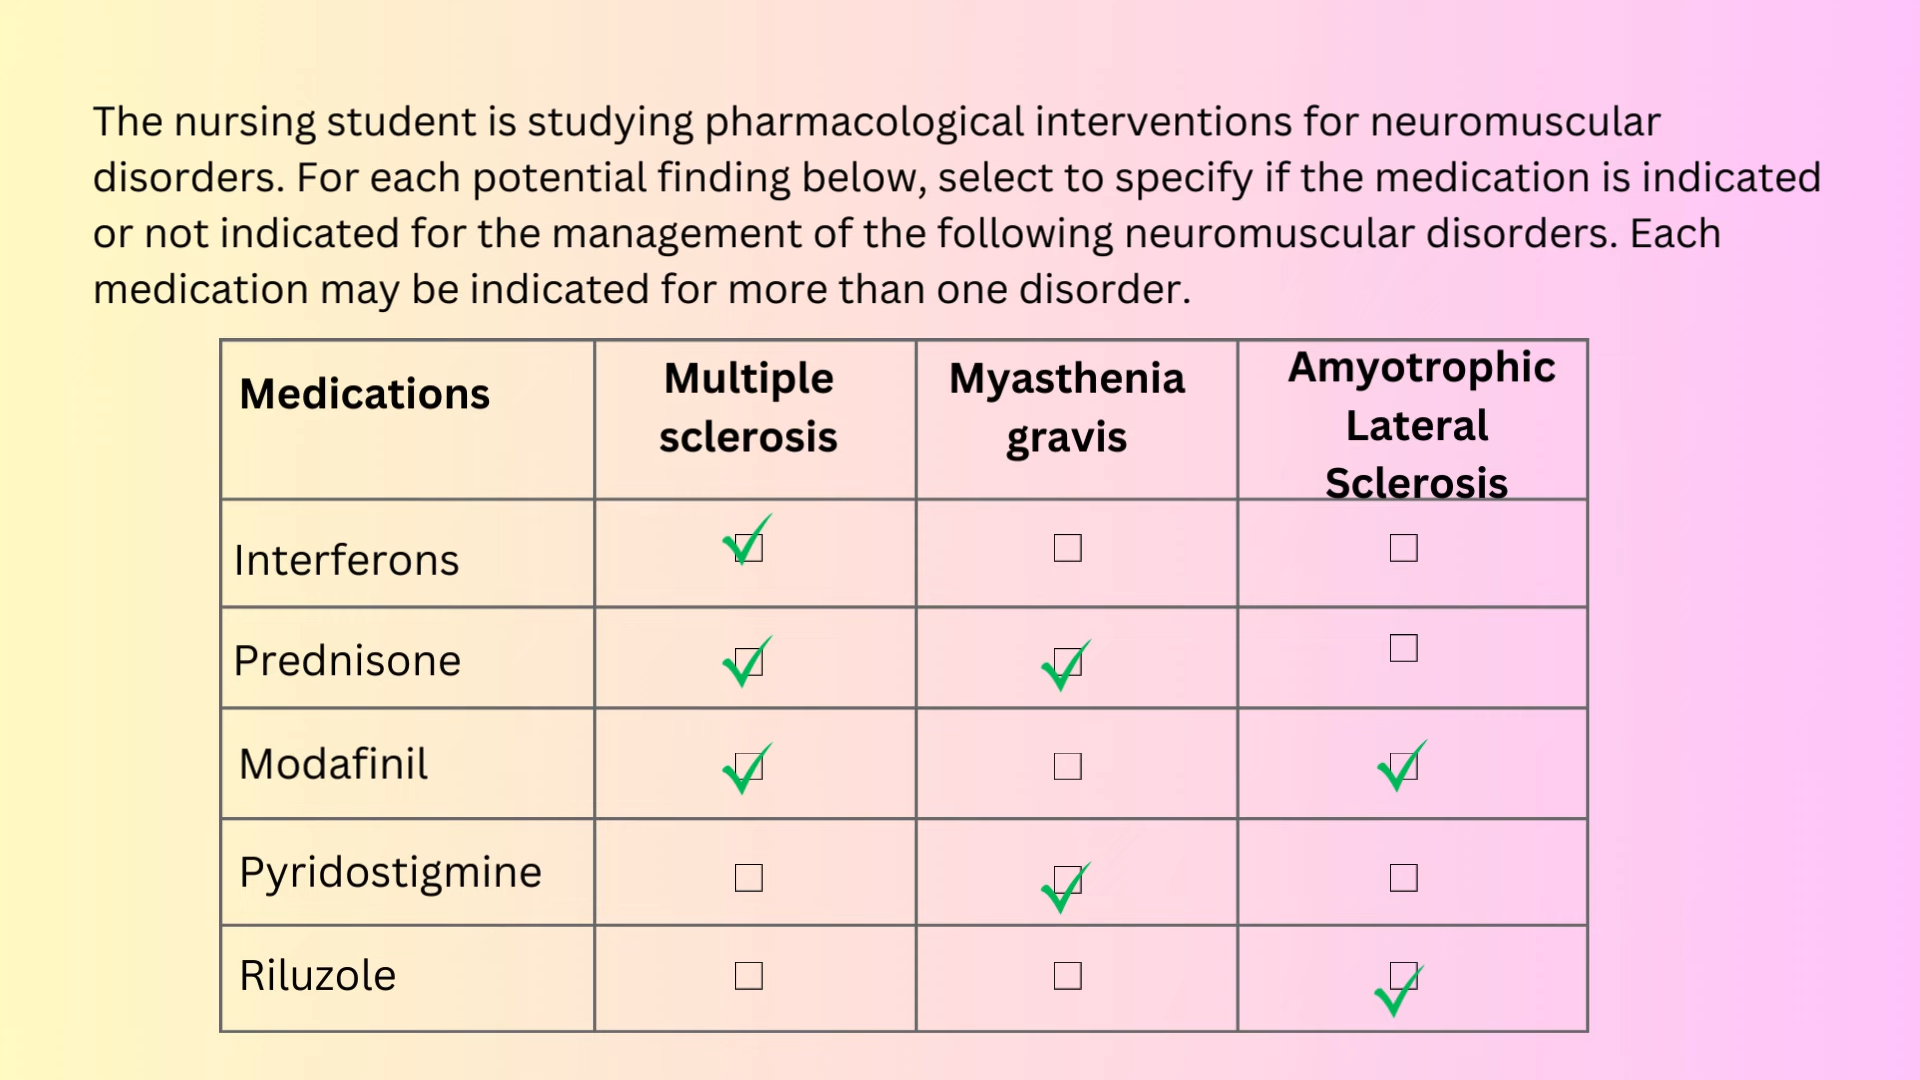 The nursing student is studying pharmacological interventions for neuromuscular
disorders. For each potential finding below, select to specify if the medication is indicated
or not indicated for the management of the following neuromuscular disorders. Each
medication may be indicated for more than one disorder.
Medications
Multiple
sclerosis
Myasthenia
gravis
Amyotrophic
Lateral
Sclerosis
Interferons
Prednisone
Modafinil
Pyridostigmine
Riluzole